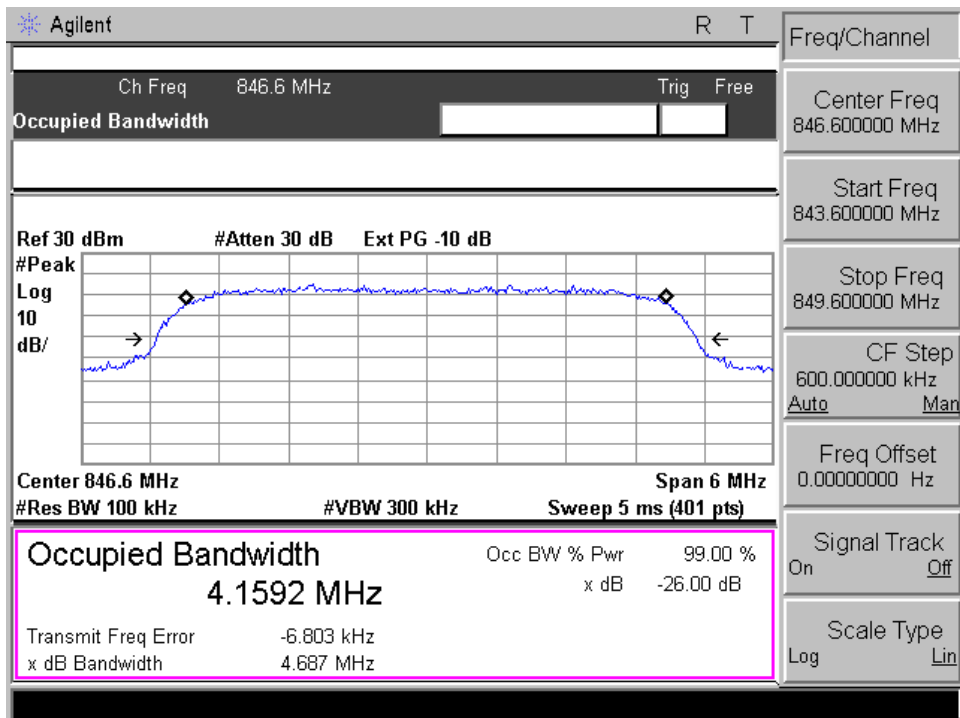 Agilent R T
Freq/Channel
Ch Freq 846.6 MHz Trig Free
Occupied Bandwidth
Center Freq
846.600000 MHz
Start Freq
843.600000 MHz
Ref 30 dBm #Atten 30 dB Ext PG -10 dB
#Peak
Log
10
dB/
Stop Freq
849.600000 MHz
CF Step
600.000000 kHz
Auto Man
Freq Offset
0.00000000 Hz
Center 846.6 MHz Span 6 MHz
#Res BW 100 kHz #VBW 300 kHz Sweep 5 ms (401 pts)
Occupied Bandwidth Occ BW % Pwr 99.00 %
4.1592 MHz x dB -26.00 dB
Transmit Freq Error -6.803 kHz
x dB Bandwidth 4.687 MHz
Signal Track
On Off
Scale Type
Log Lin